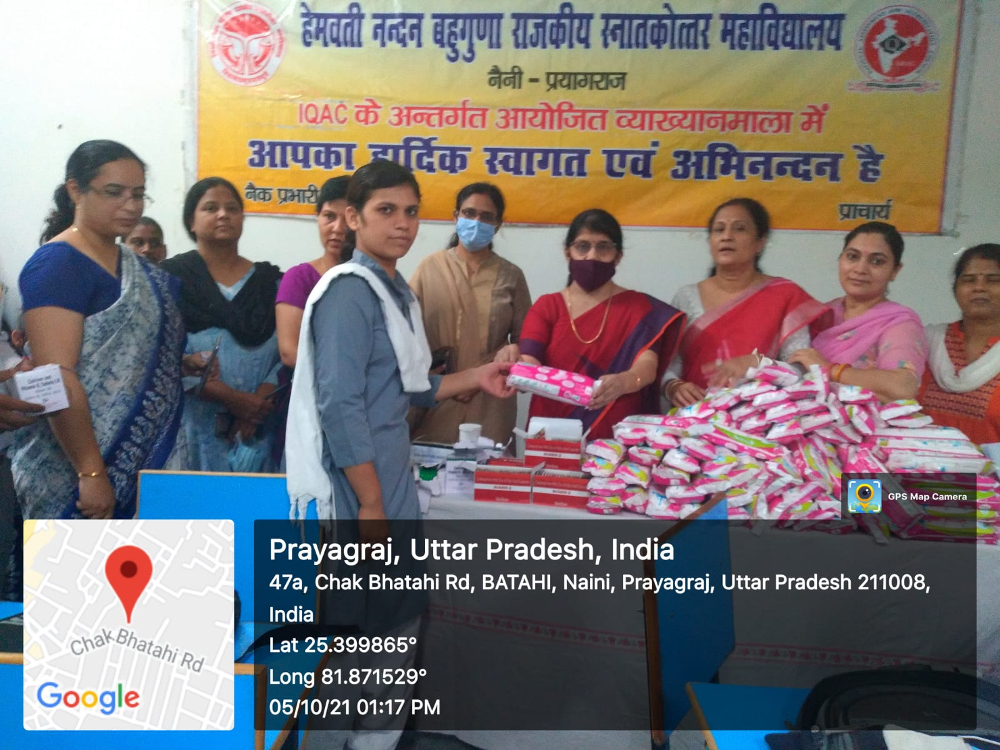 हेमवती नन्दन बहुगुणा राजकीय स्नातकोत्तर महाविद्यालय
नैनी - प्रयागराज
IQAC के अन्तर्गत आयोजित व्याख्यानमाला में
आपका हार्दिक स्वागत एवं अभिनन्दन है
नैक प्रभारी
प्राचार्य
GPS Map Camera
Prayagraj, Uttar Pradesh, India
47a, Chak Bhatahi Rd, BATAHI, Naini, Prayagraj, Uttar Pradesh 211008,
India
Lat 25.399865°
Long 81.871529°
05/10/21 01:17 PM
Chak Bhatahi Rd
Google